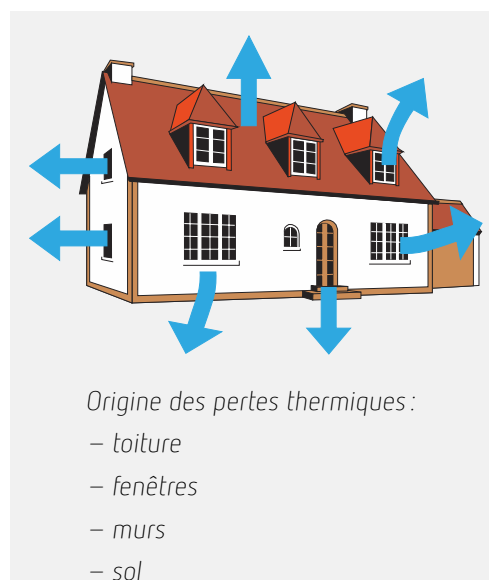 Origine des pertes thermiques :
– toiture
– fenêtres
– murs
– sol